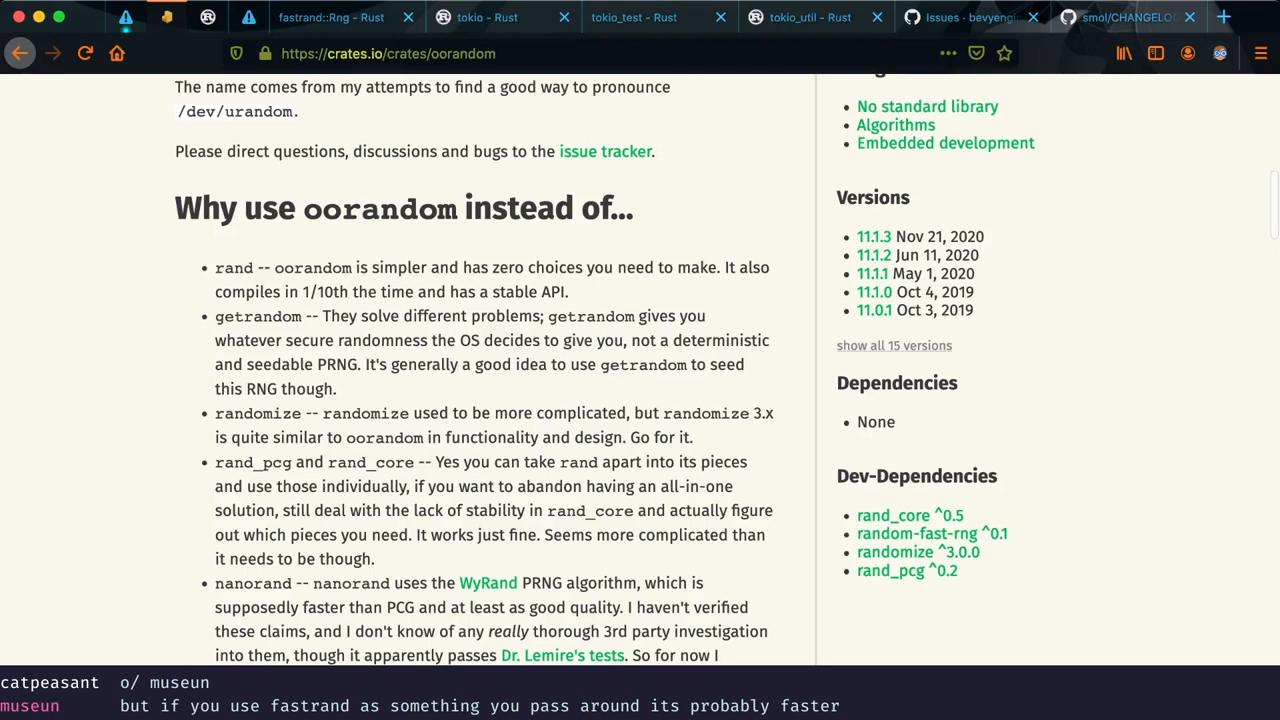 fastrand::Rng - Rust
tokio - Rust
tokio_test - Rust
tokio_util - Rust
Issues · bevyengi
smol/CHANGELO
https://crates.io/crates/oorandom
The name comes from my attempts to find a good way to pronounce
/dev/urandom.
Please direct questions, discussions and bugs to the issue tracker.
Why use oorandom instead of...
• rand -- oorandom is simpler and has zero choices you need to make. It also
compiles in 1/10th the time and has a stable API.
• getrandom -- They solve different problems; getrandom gives you
whatever secure randomness the OS decides to give you, not a deterministic
and seedable PRNG. It's generally a good idea to use getrandom to seed
this RNG though.
• randomize -- randomize used to be more complicated, but randomize 3.x
is quite similar to oorandom in functionality and design. Go for it.
• rand_pcg and rand_core -- Yes you can take rand apart into its pieces
and use those individually, if you want to abandon having an all-in-one
solution, still deal with the lack of stability in rand_core and actually figure
out which pieces you need. It works just fine. Seems more complicated than
it needs to be though.
• nanorand -- nanorand uses the WyRand PRNG algorithm, which is
supposedly faster than PCG and at least as good quality. I haven't verified
these claims, and I don't know of any really thorough 3rd party investigation
into them, though it apparently passes Dr. Lemire's tests. So for now I
• No standard library
• Algorithms
• Embedded development
Versions
• 11.1.3 Nov 21, 2020
• 11.1.2 Jun 11, 2020
• 11.1.1 May 1, 2020
• 11.1.0 Oct 4, 2019
• 11.0.1 Oct 3, 2019
show all 15 versions
Dependencies
• None
Dev-Dependencies
• rand_core ^0.5
• random-fast-rng ^0.1
• randomize ^3.0.0
• rand_pcg ^0.2
catpeasant o/ museun
museun but if you use fastrand as something you pass around its probably faster